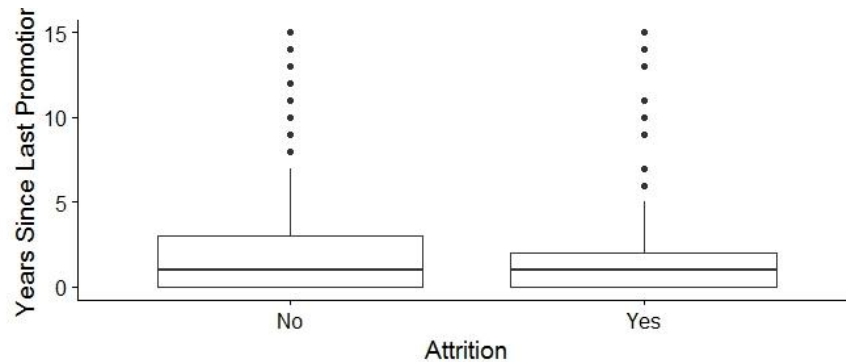 Years Since Last Promotior
15
10
5
0
No
Yes
Attrition